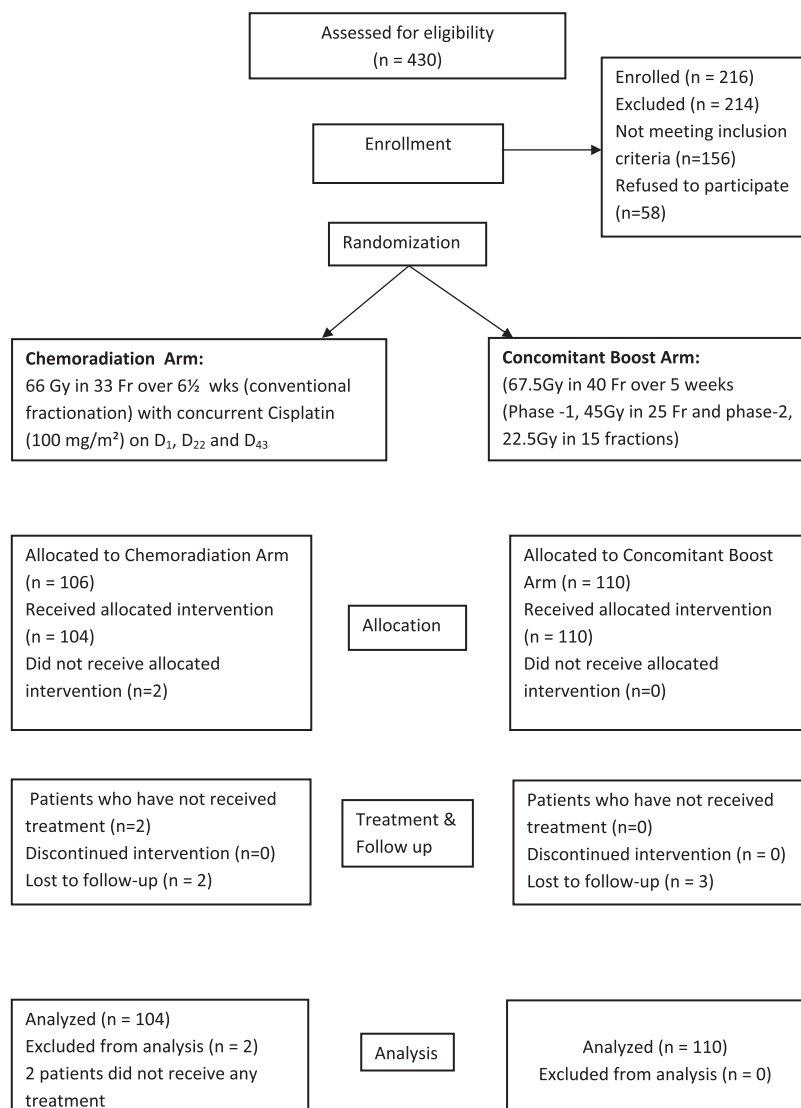 Assessed for eligibility
(n = 430)
Enrolled (n = 216)
Excluded (n = 214)
Not meeting inclusion
criteria (n=156)
Refused to participate
(n=58)
Enrollment
Randomization
Chemoradiation Arm:
66 Gy in 33 Fr over 6½ wks (conventional
fractionation) with concurrent Cisplatin
(100 mg/m²) on D₁, D₂₂ and D₄₃
Concomitant Boost Arm:
(67.5Gy in 40 Fr over 5 weeks
(Phase -1, 45Gy in 25 Fr and phase-2,
22.5Gy in 15 fractions)
Allocated to Chemoradiation Arm
(n = 106)
Received allocated intervention
(n = 104)
Did not receive allocated
intervention (n=2)
Allocation
Allocated to Concomitant Boost
Arm (n = 110)
Received allocated intervention
(n = 110)
Did not receive allocated
intervention (n=0)
Patients who have not received
treatment (n=2)
Discontinued intervention (n=0)
Lost to follow-up (n = 2)
Treatment &
Follow up
Patients who have not received
treatment (n=0)
Discontinued intervention (n = 0)
Lost to follow-up (n = 3)
Analyzed (n = 104)
Excluded from analysis (n = 2)
2 patients did not receive any
treatment
Analysis
Analyzed (n = 110)
Excluded from analysis (n = 0)